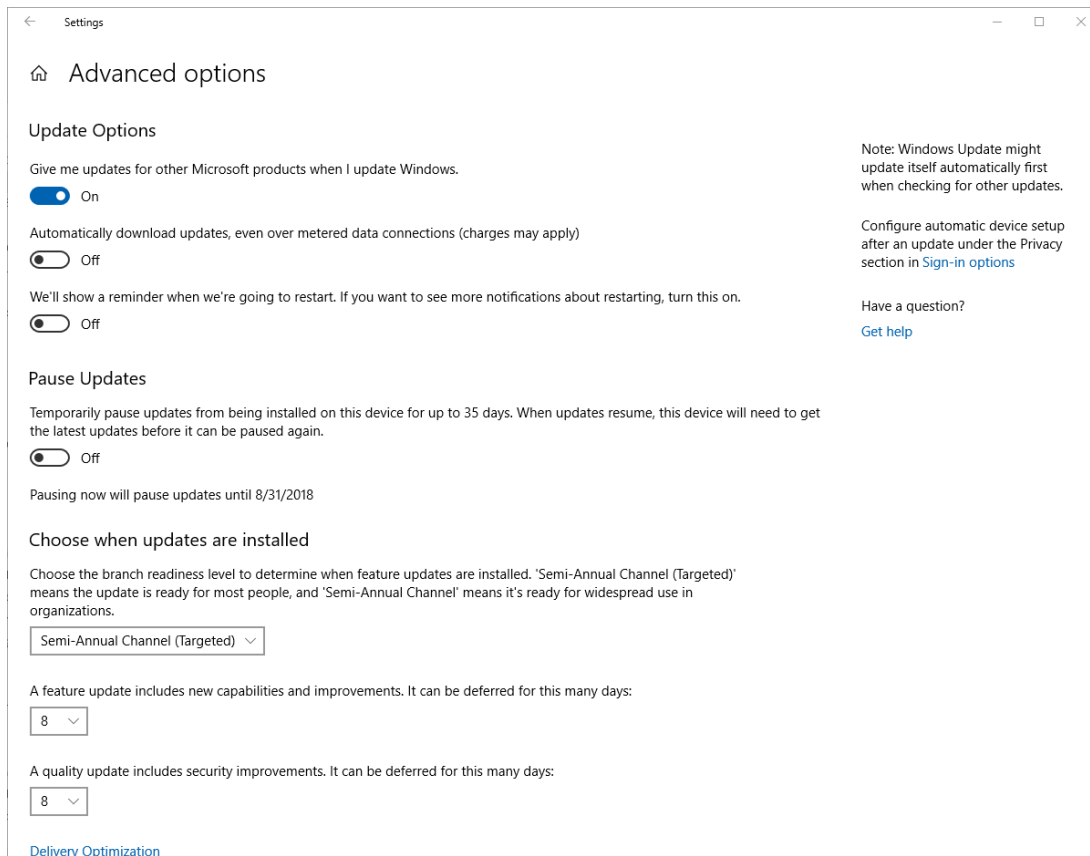 Settings
Advanced options
Update Options
Give me updates for other Microsoft products when I update Windows.
On
Automatically download updates, even over metered data connections (charges may apply)
Off
We'll show a reminder when we're going to restart. If you want to see more notifications about restarting, turn this on.
Off
Pause Updates
Temporarily pause updates from being installed on this device for up to 35 days. When updates resume, this device will need to get
the latest updates before it can be paused again.
Off
Pausing now will pause updates until 8/31/2018
Choose when updates are installed
Choose the branch readiness level to determine when feature updates are installed. 'Semi-Annual Channel (Targeted)'
means the update is ready for most people, and 'Semi-Annual Channel' means it's ready for widespread use in
organizations.
Semi-Annual Channel (Targeted)
A feature update includes new capabilities and improvements. It can be deferred for this many days:
8
A quality update includes security improvements. It can be deferred for this many days:
8
Delivery Optimization
Note: Windows Update might
update itself automatically first
when checking for other updates.
Configure automatic device setup
after an update under the Privacy
section in Sign-in options
Have a question?
Get help